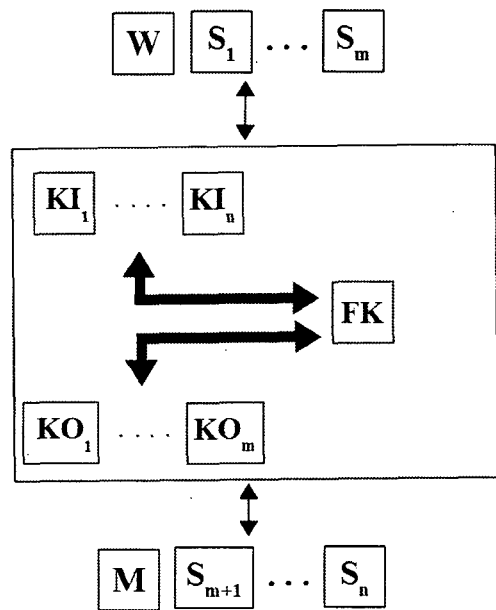 W S₁ ... Sₘ
KI₁ .... KIₙ
FK
KO₁ .... KOₘ
M Sₘ₊₁ ... Sₙ